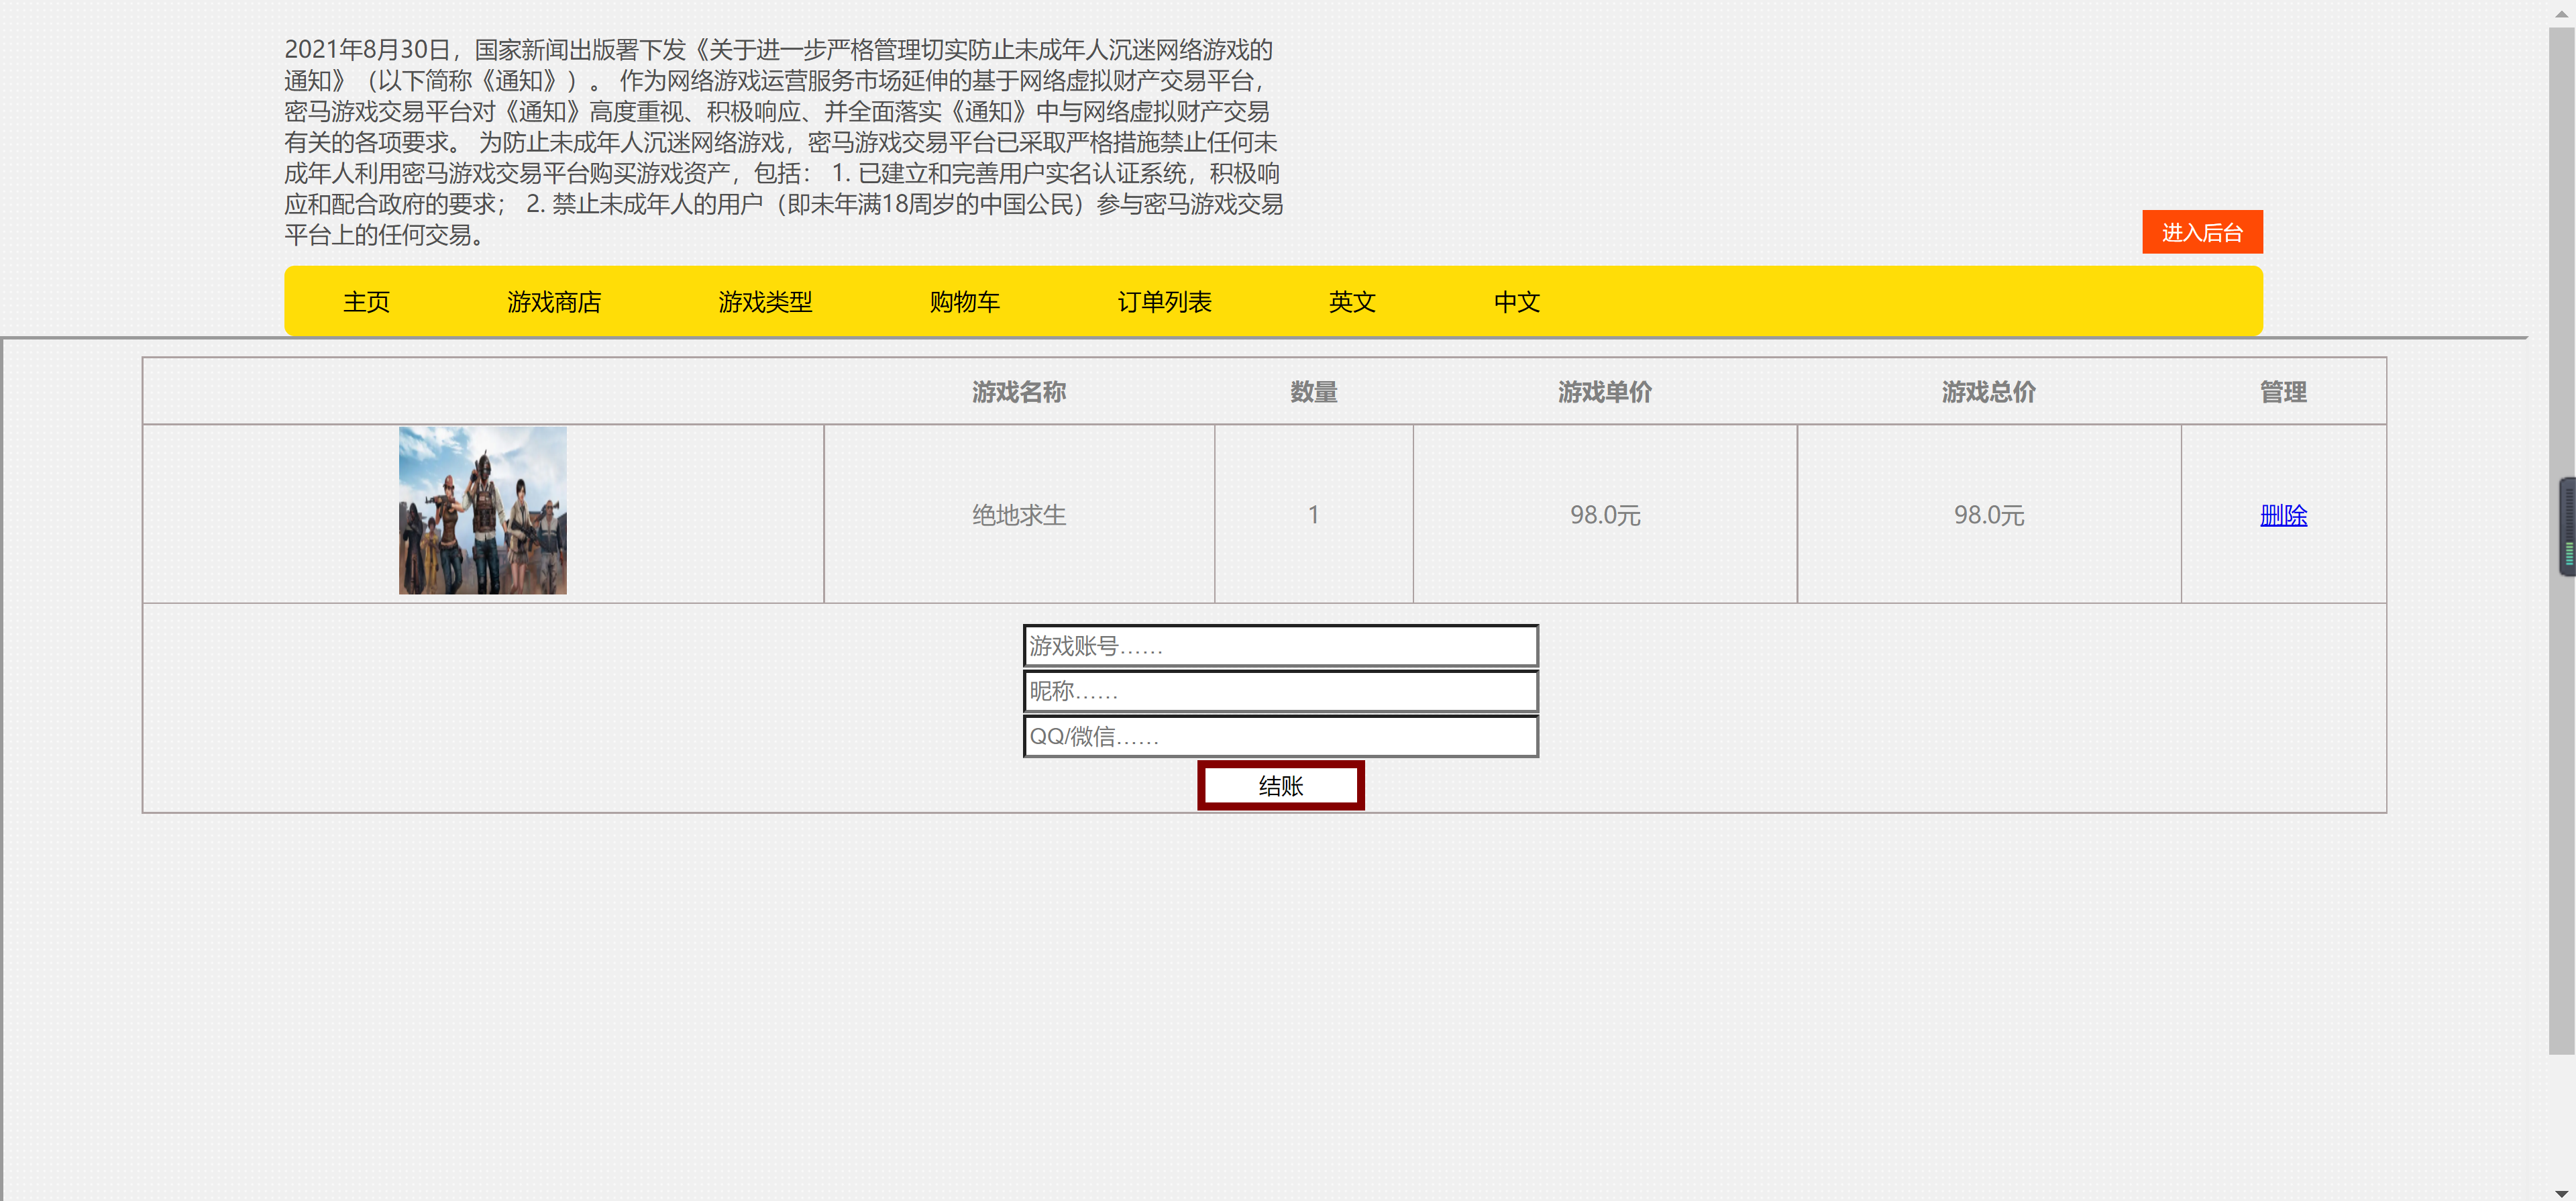 2021年8月30日，国家新闻出版署下发《关于进一步严格管理切实防止未成年人沉迷网络游戏的
通知》（以下简称《通知》）。 作为网络游戏运营服务市场延伸的基于网络虚拟财产交易平台，
密马游戏交易平台对《通知》高度重视、积极响应、并全面落实《通知》中与网络虚拟财产交易
有关的各项要求。 为防止未成年人沉迷网络游戏，密马游戏交易平台已采取严格措施禁止任何未
成年人利用密马游戏交易平台购买游戏资产，包括： 1. 已建立和完善用户实名认证系统，积极响
应和配合政府的要求； 2. 禁止未成年人的用户（即未年满18周岁的中国公民）参与密马游戏交易
平台上的任何交易。
进入后台
主页 游戏商店 游戏类型 购物车 订单列表 英文 中文
游戏名称 数量 游戏单价 游戏总价 管理
绝地求生 1 98.0元 98.0元 删除
游戏账号……
昵称……
QQ/微信……
结账